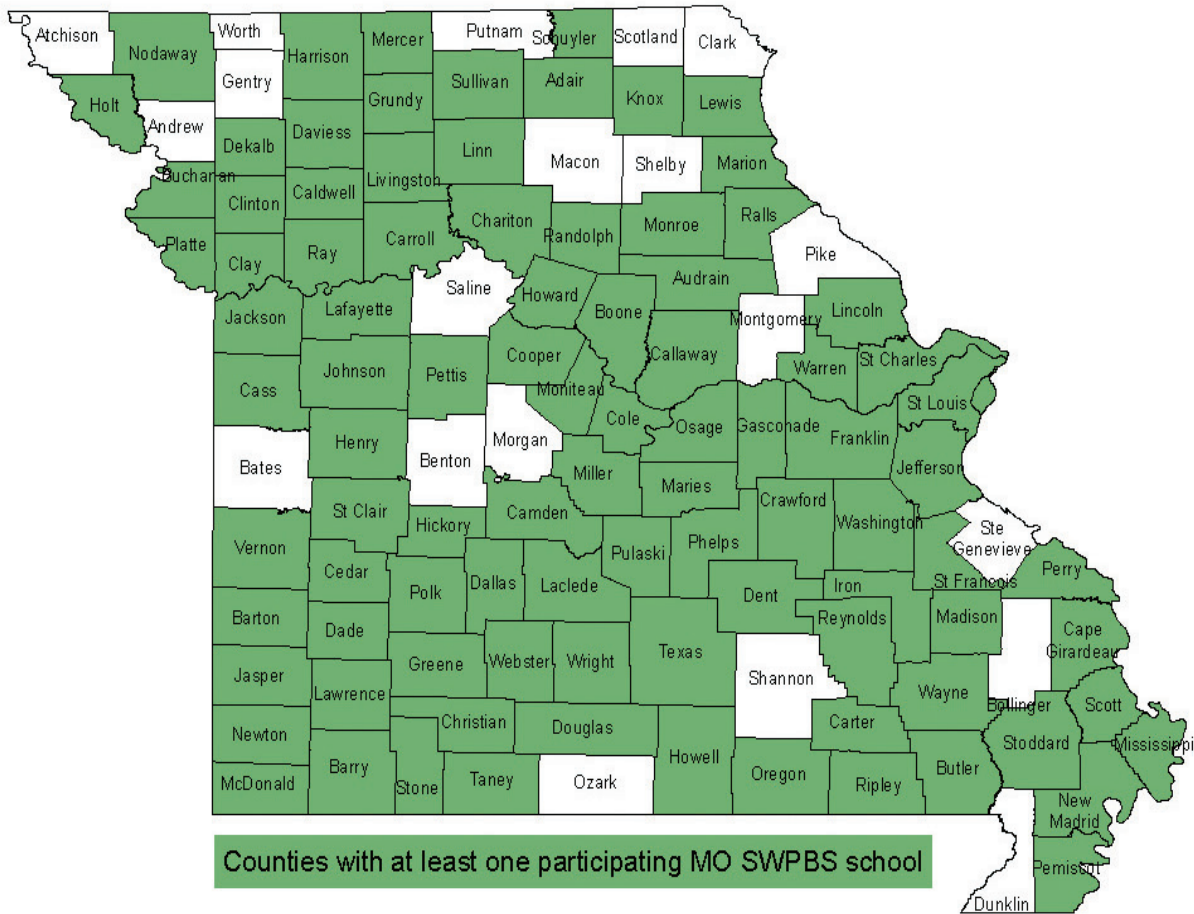 Atchison
Nodaway
Worth
Harrison
Mercer
Putnam
Schuyler
Scotland
Clark
Gentry
Sullivan
Adair
Holt
Grundy
Knox
Lewis
Andrew
Daviess
Dekalb
Linn
Macon
Shelby
Marion
Buchanan
Livingston
Caldwell
Clinton
Chariton
Randolph
Monroe
Ralls
Platte
Clay
Ray
Carroll
Pike
Audrain
Saline
Howard
Boone
Jackson
Lafayette
Montgomery
Lincoln
Cooper
Callaway
Cass
Johnson
Pettis
Warren
St Charles
Moniteau
Cole
St Louis
Henry
Morgan
Osage
Gasconade
Franklin
Bates
Benton
Miller
Jefferson
Maries
Crawford
St Clair
Hickory
Camden
Washington
Ste
Genevieve
Vernon
Pulaski
Phelps
Cedar
Polk
Dallas
Laclede
Dent
Iron
St Francois
Perry
Barton
Dade
Reynolds
Madison
Cape
Girardeau
Jasper
Greene
Webster
Wright
Texas
Shannon
Lawrence
Wayne
Bollinger
Scott
Newton
Christian
Douglas
Carter
Stoddard
Mississippi
McDonald
Barry
Stone
Taney
Ozark
Howell
Oregon
Ripley
Butler
New
Madrid
Pemiscot
Dunklin
Counties with at least one participating MO SWPBS school